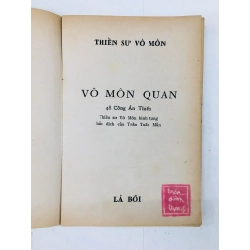 THIỀN SƯ VÔ MÔN
VÔ MÔN QUAN
48 Công Án Thiền
Thiền sư Vô Môn bình tụng
bản dịch của Trần Tuấn Mẫn
LÁ BỐI